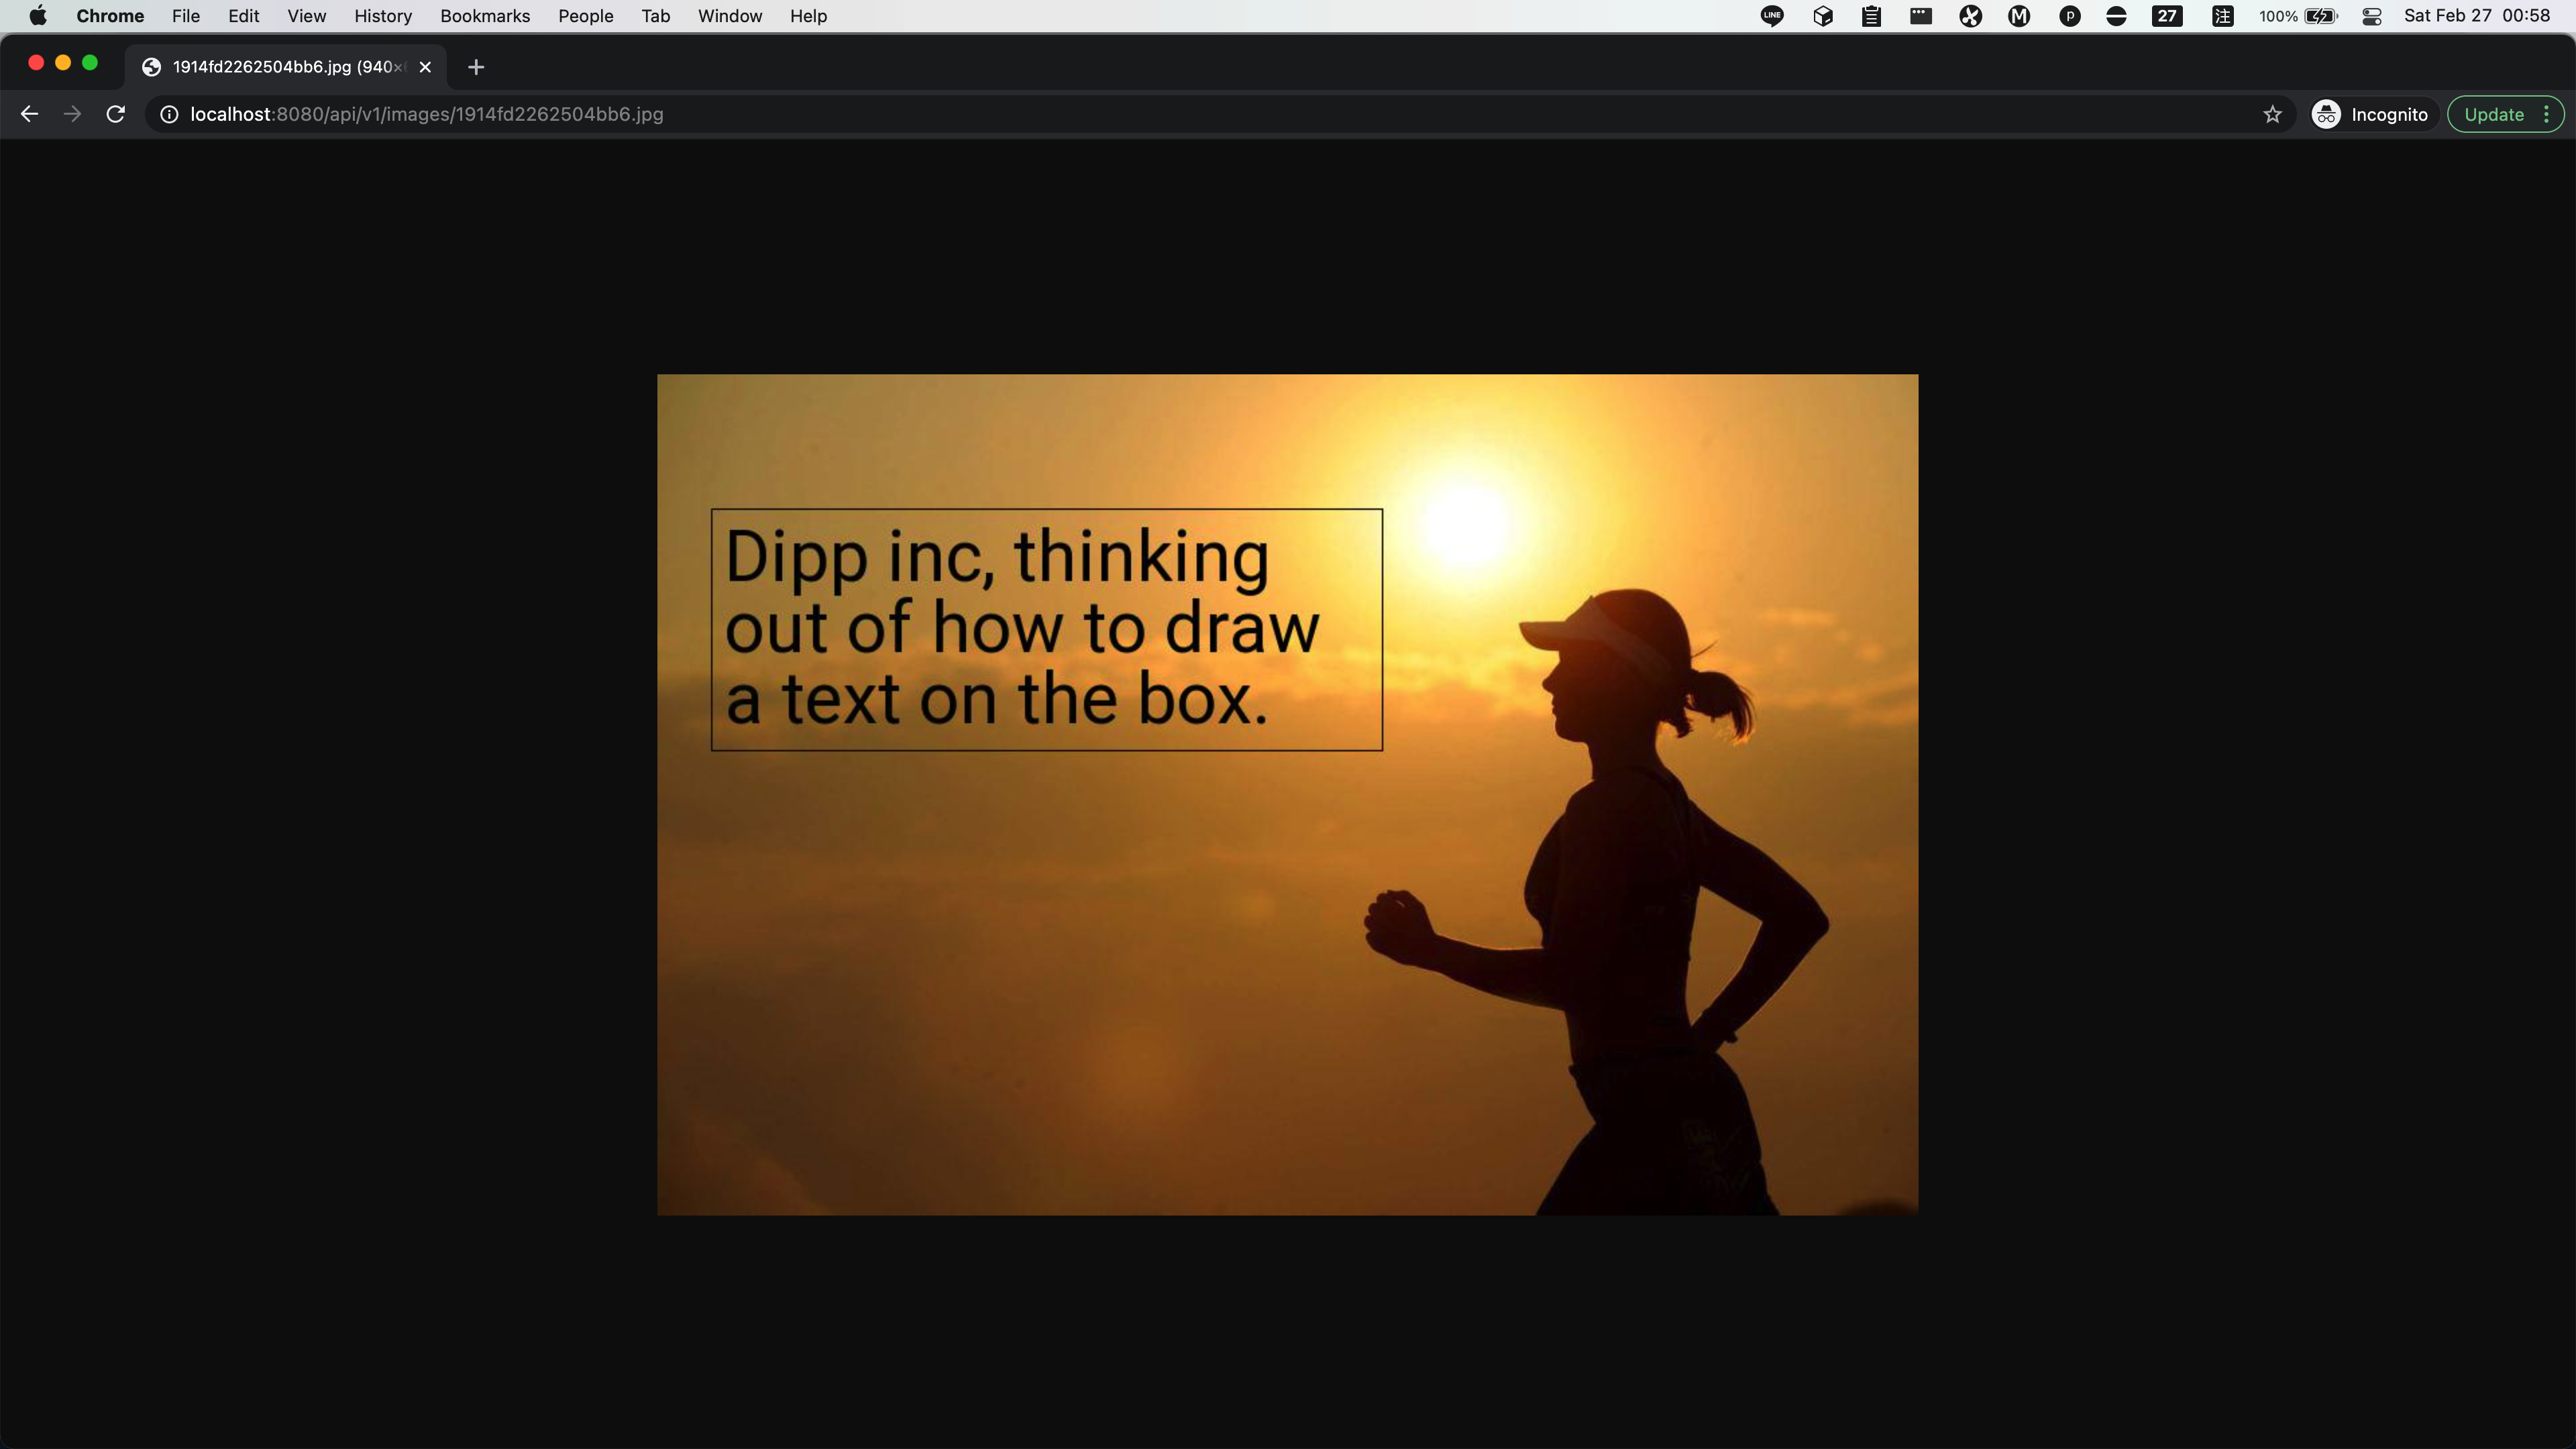 Chrome File Edit View History Bookmarks People Tab Window Help LINE M P 27 注 100% Sat Feb 27 00:58
1914fd2262504bb6.jpg (940×
localhost:8080/api/v1/images/1914fd2262504bb6.jpg Incognito Update
Dipp inc, thinking
out of how to draw
a text on the box.